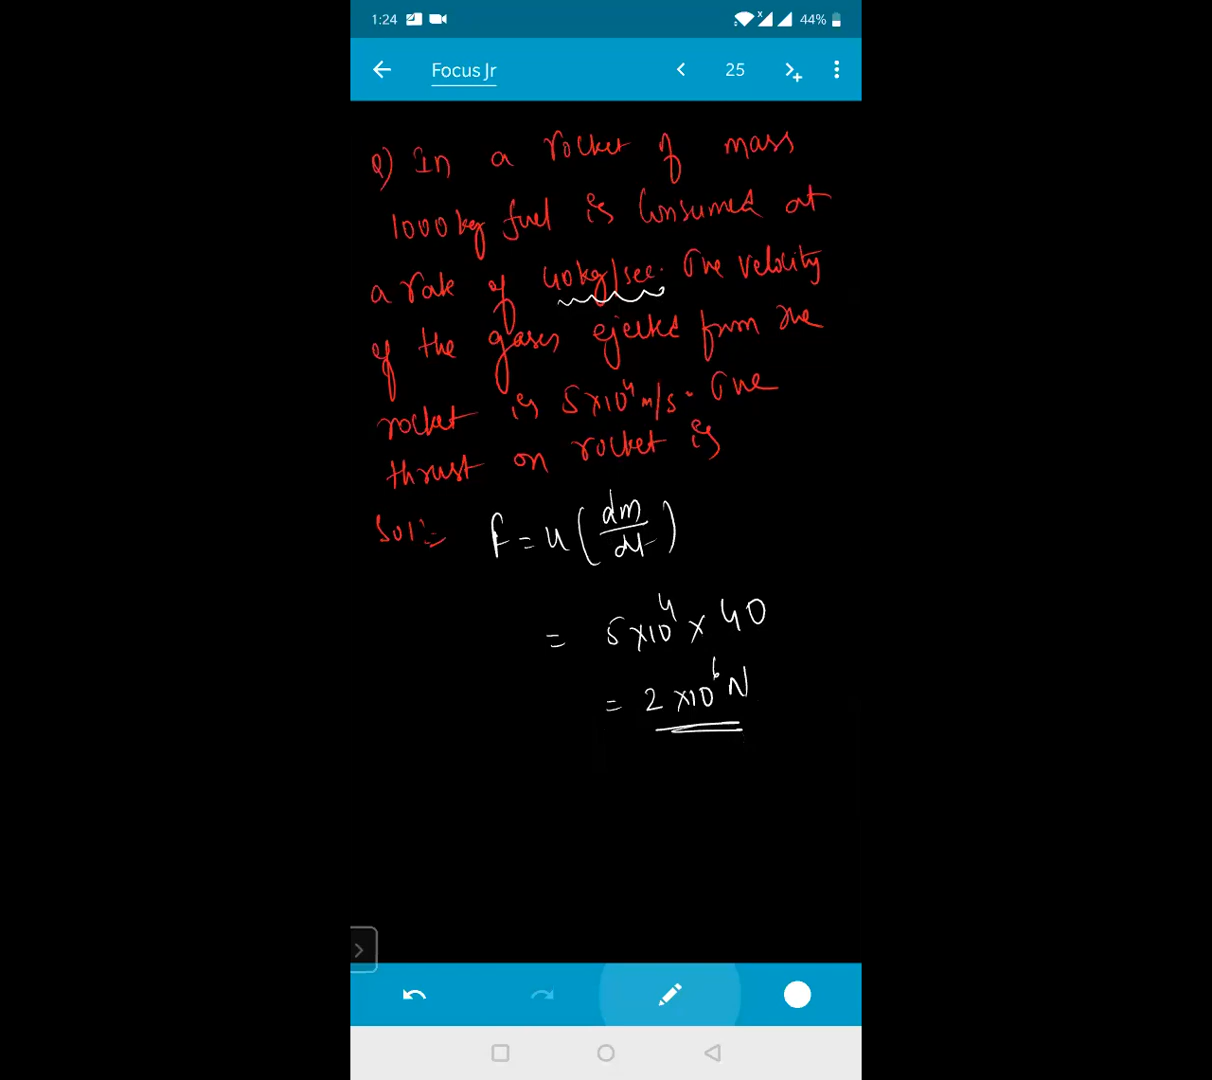 1:24 44%
Focus Jr 25
Q) In a rocket of mass
1000kg fuel is Consumed at
a rate of 40kg/sec. The velocity
of the gases ejected from the
rocket is 5×10⁴ m/s. The
thrust on rocket is
Sol:-
F = u (dm/dt)
= 5×10⁴ × 40
= 2×10⁶ N